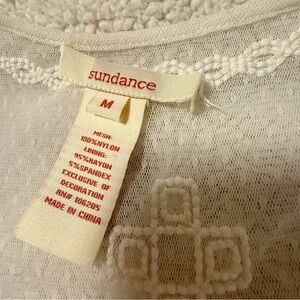 sundance
M
MESH:
100%NYLON
LINING:
95%RAYON
5%SPANDEX
EXCLUSIVE OF
DECORATION
RN# 106205
MADE IN CHINA